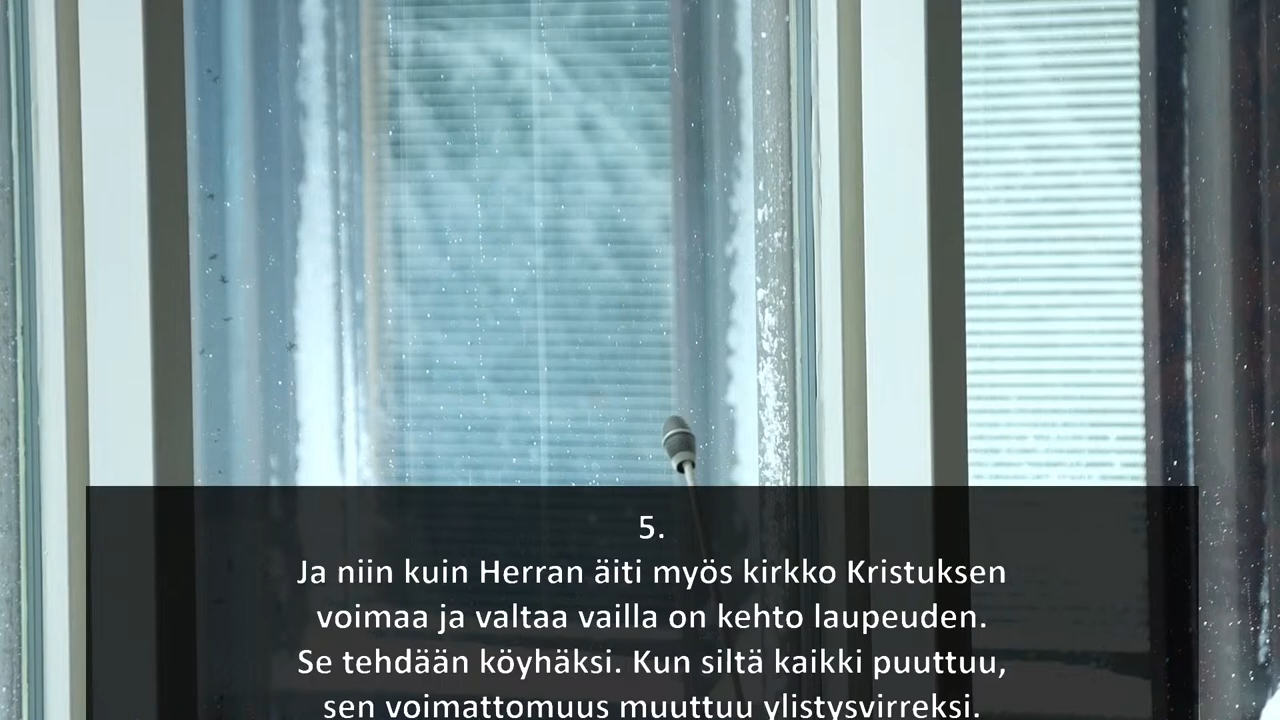 5.
Ja niin kuin Herran äiti myös kirkko Kristuksen
voimaa ja valtaa vailla on kehto laupeuden.
Se tehdään köyhäksi. Kun siltä kaikki puuttuu,
sen voimattomuus muuttuu ylistysvirreksi.